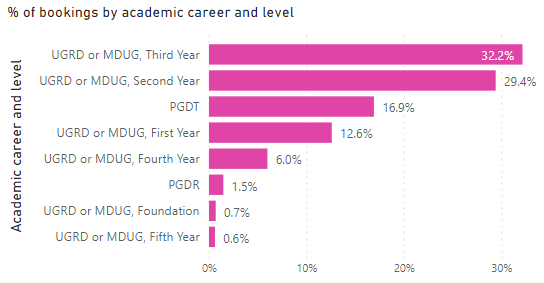 % of bookings by academic career and level
Academic career and level
UGRD or MDUG, Third Year 32.2%
UGRD or MDUG, Second Year 29.4%
PGDT 16.9%
UGRD or MDUG, First Year 12.6%
UGRD or MDUG, Fourth Year 6.0%
PGDR 1.5%
UGRD or MDUG, Foundation 0.7%
UGRD or MDUG, Fifth Year 0.6%
0% 10% 20% 30%